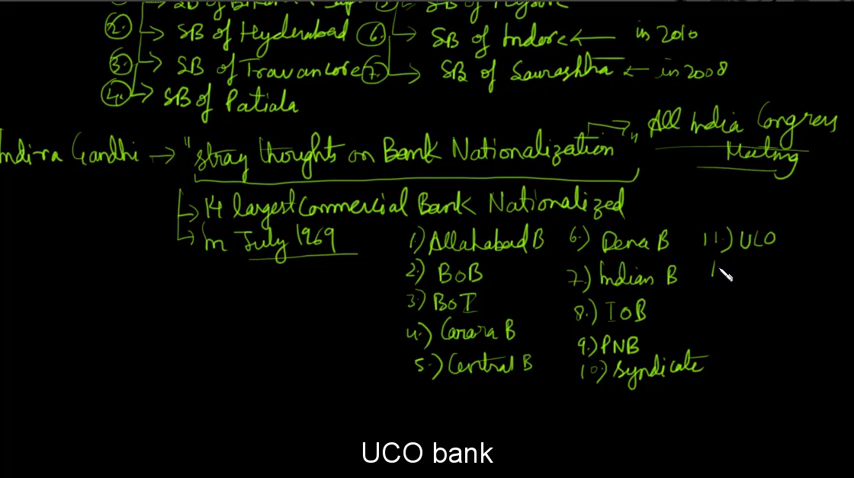 2.) → SB of Hyderabad 6. → SB of Indore ← in 2010
3. → SB of Travancore 7. → SB of Saurashtra ← in 2008
4. → SB of Patiala
Indira Gandhi → "stray thoughts on Bank Nationalization" → All India Congress
Meeting
→ 14 largest Commercial Bank Nationalized
→ in July 1969
1.) Allahabad B
2.) BOB
3.) BOI
4.) Canara B
5.) Central B
6.) Dena B
7.) Indian B
8.) IOB
9.) PNB
10.) Syndicate
11.) UCO
1
UCO bank